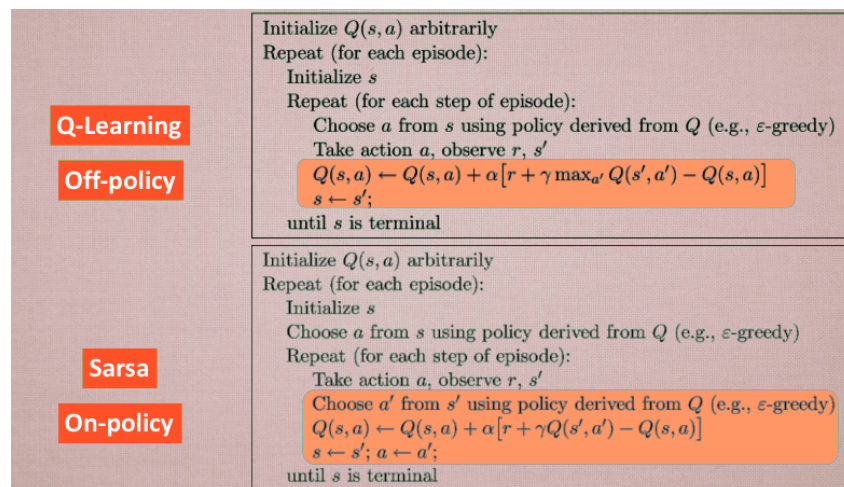 Q-Learning
Off-policy
Initialize Q(s, a) arbitrarily
Repeat (for each episode):
Initialize s
Repeat (for each step of episode):
Choose a from s using policy derived from Q (e.g., ε-greedy)
Take action a, observe r, s′
Q(s, a) ← Q(s, a) + α[r + γ maxₐ′ Q(s′, a′) − Q(s, a)]
s ← s′;
until s is terminal
Sarsa
On-policy
Initialize Q(s, a) arbitrarily
Repeat (for each episode):
Initialize s
Choose a from s using policy derived from Q (e.g., ε-greedy)
Repeat (for each step of episode):
Take action a, observe r, s′
Choose a′ from s′ using policy derived from Q (e.g., ε-greedy)
Q(s, a) ← Q(s, a) + α[r + γQ(s′, a′) − Q(s, a)]
s ← s′; a ← a′;
until s is terminal